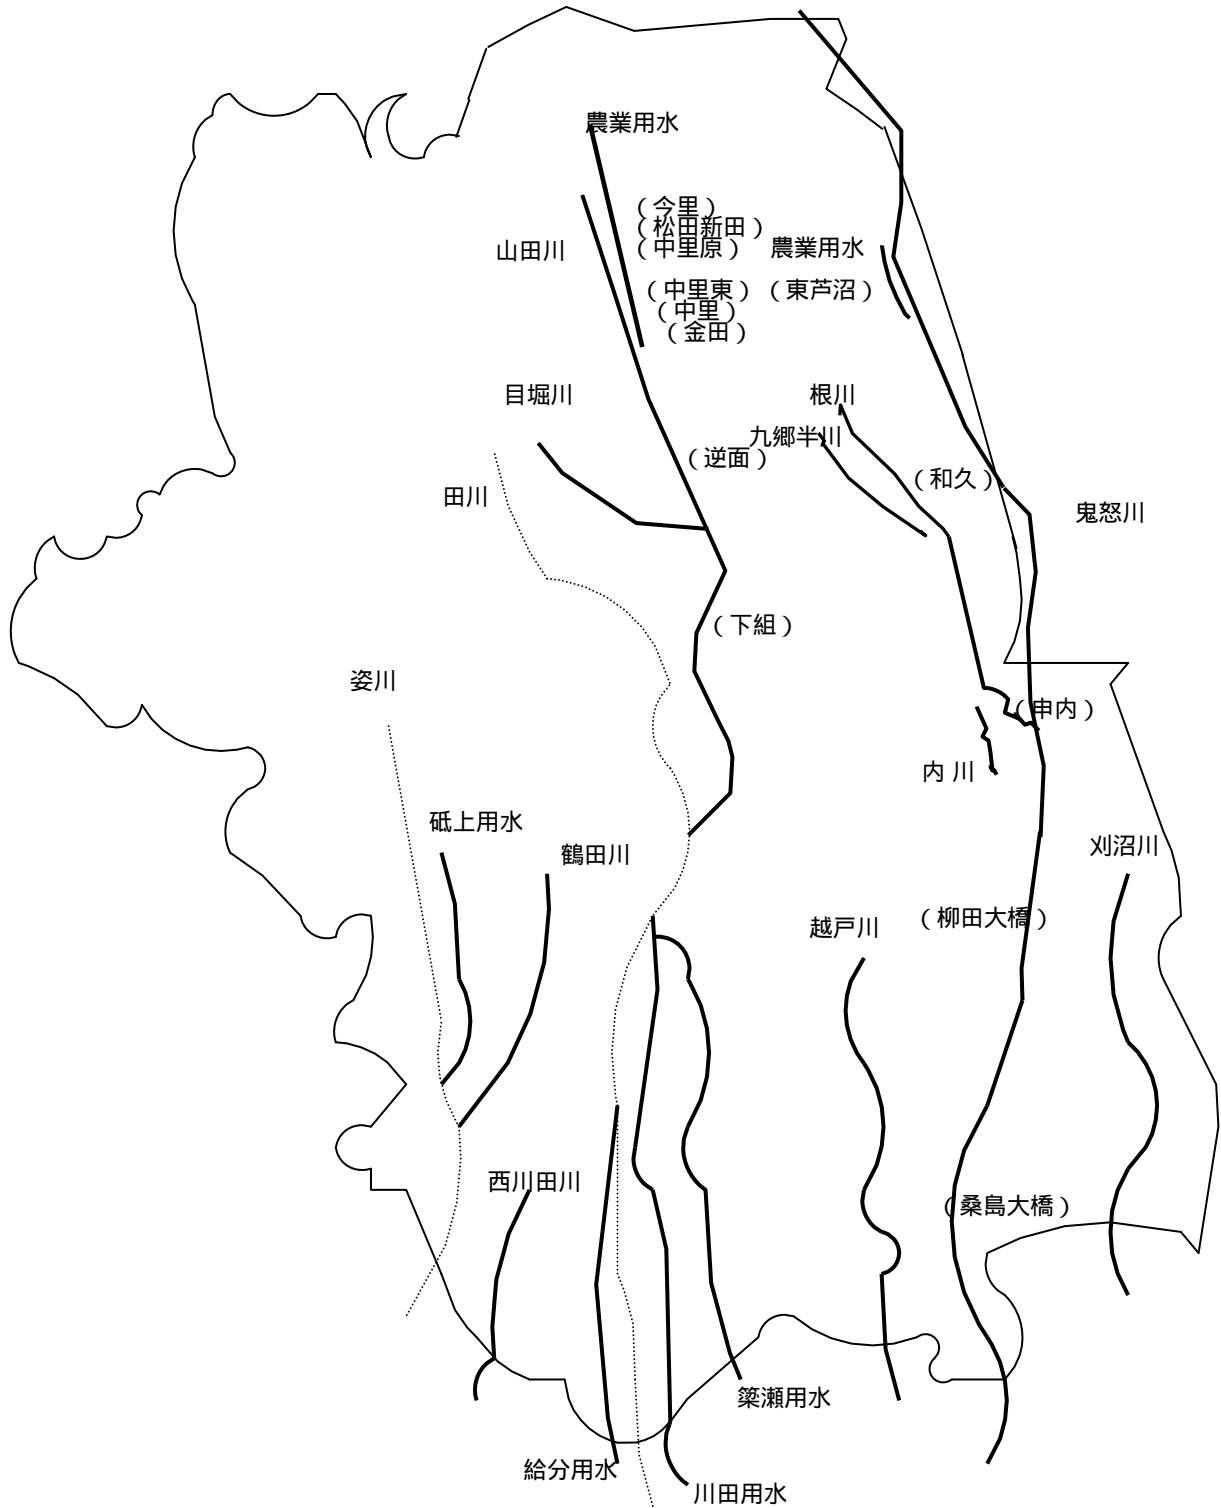 農業用水
（今里）
（松田新田）
（中里原）
山田川
農業用水
（中里東）
（東芦沼）
（中里）
（金田）
目堀川
根川
九郷半川
（逆面）
（和久）
田川
鬼怒川
（下組）
姿川
（申内）
内 川
砥上用水
鶴田川
刈沼川
越戸川
（柳田大橋）
西川田川
（桑島大橋）
簗瀬用水
給分用水
川田用水